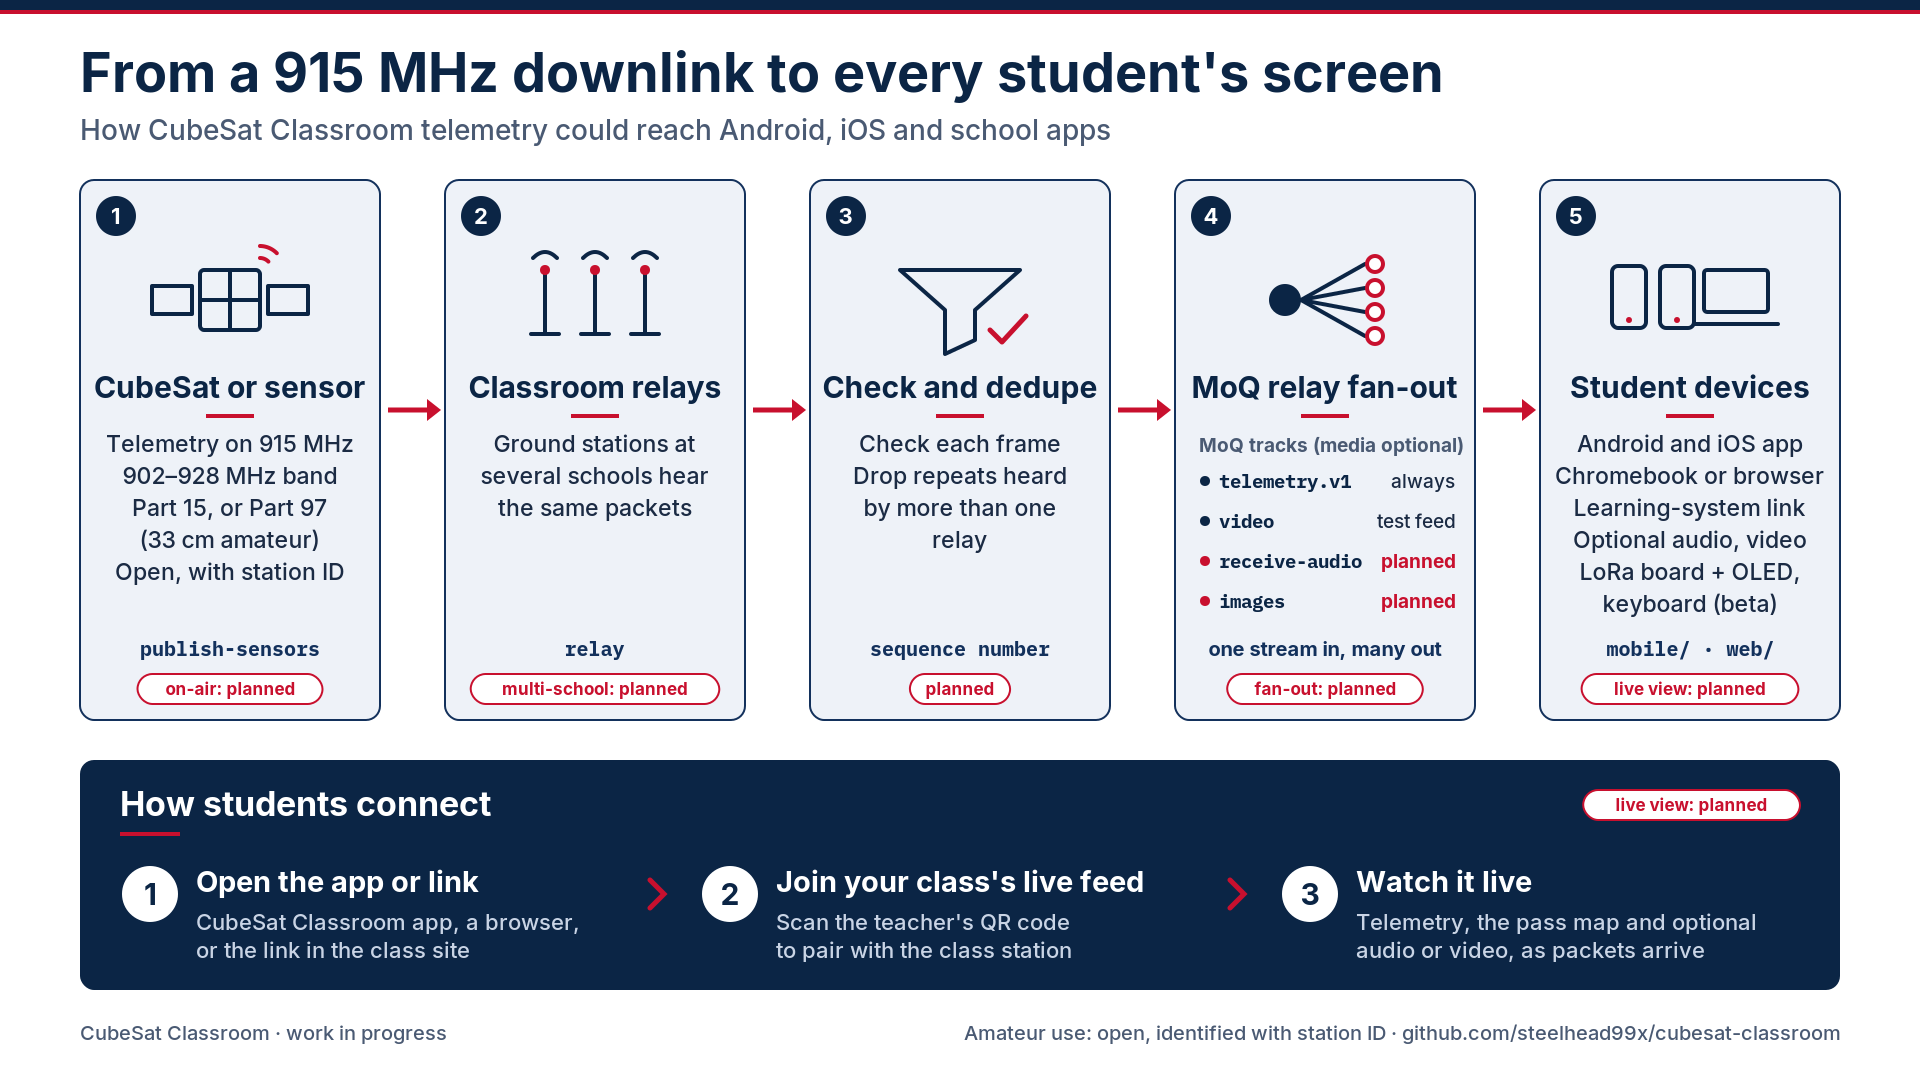 From a 915 MHz downlink to every student's screen
How CubeSat Classroom telemetry could reach Android, iOS and school apps
1
CubeSat or sensor
Telemetry on 915 MHz
902–928 MHz band
Part 15, or Part 97
(33 cm amateur)
Open, with station ID
publish-sensors
on-air: planned
2
Classroom relays
Ground stations at
several schools hear
the same packets
relay
multi-school: planned
3
Check and dedupe
Check each frame
Drop repeats heard
by more than one
relay
sequence number
planned
4
MoQ relay fan-out
MoQ tracks (media optional)
telemetry.v1 always
video test feed
receive-audio planned
images planned
one stream in, many out
fan-out: planned
5
Student devices
Android and iOS app
Chromebook or browser
Learning-system link
Optional audio, video
LoRa board + OLED,
keyboard (beta)
mobile/ · web/
live view: planned
How students connect
live view: planned
1
Open the app or link
CubeSat Classroom app, a browser,
or the link in the class site
2
Join your class's live feed
Scan the teacher's QR code
to pair with the class station
3
Watch it live
Telemetry, the pass map and optional
audio or video, as packets arrive
CubeSat Classroom · work in progress
Amateur use: open, identified with station ID · github.com/steelhead99x/cubesat-classroom